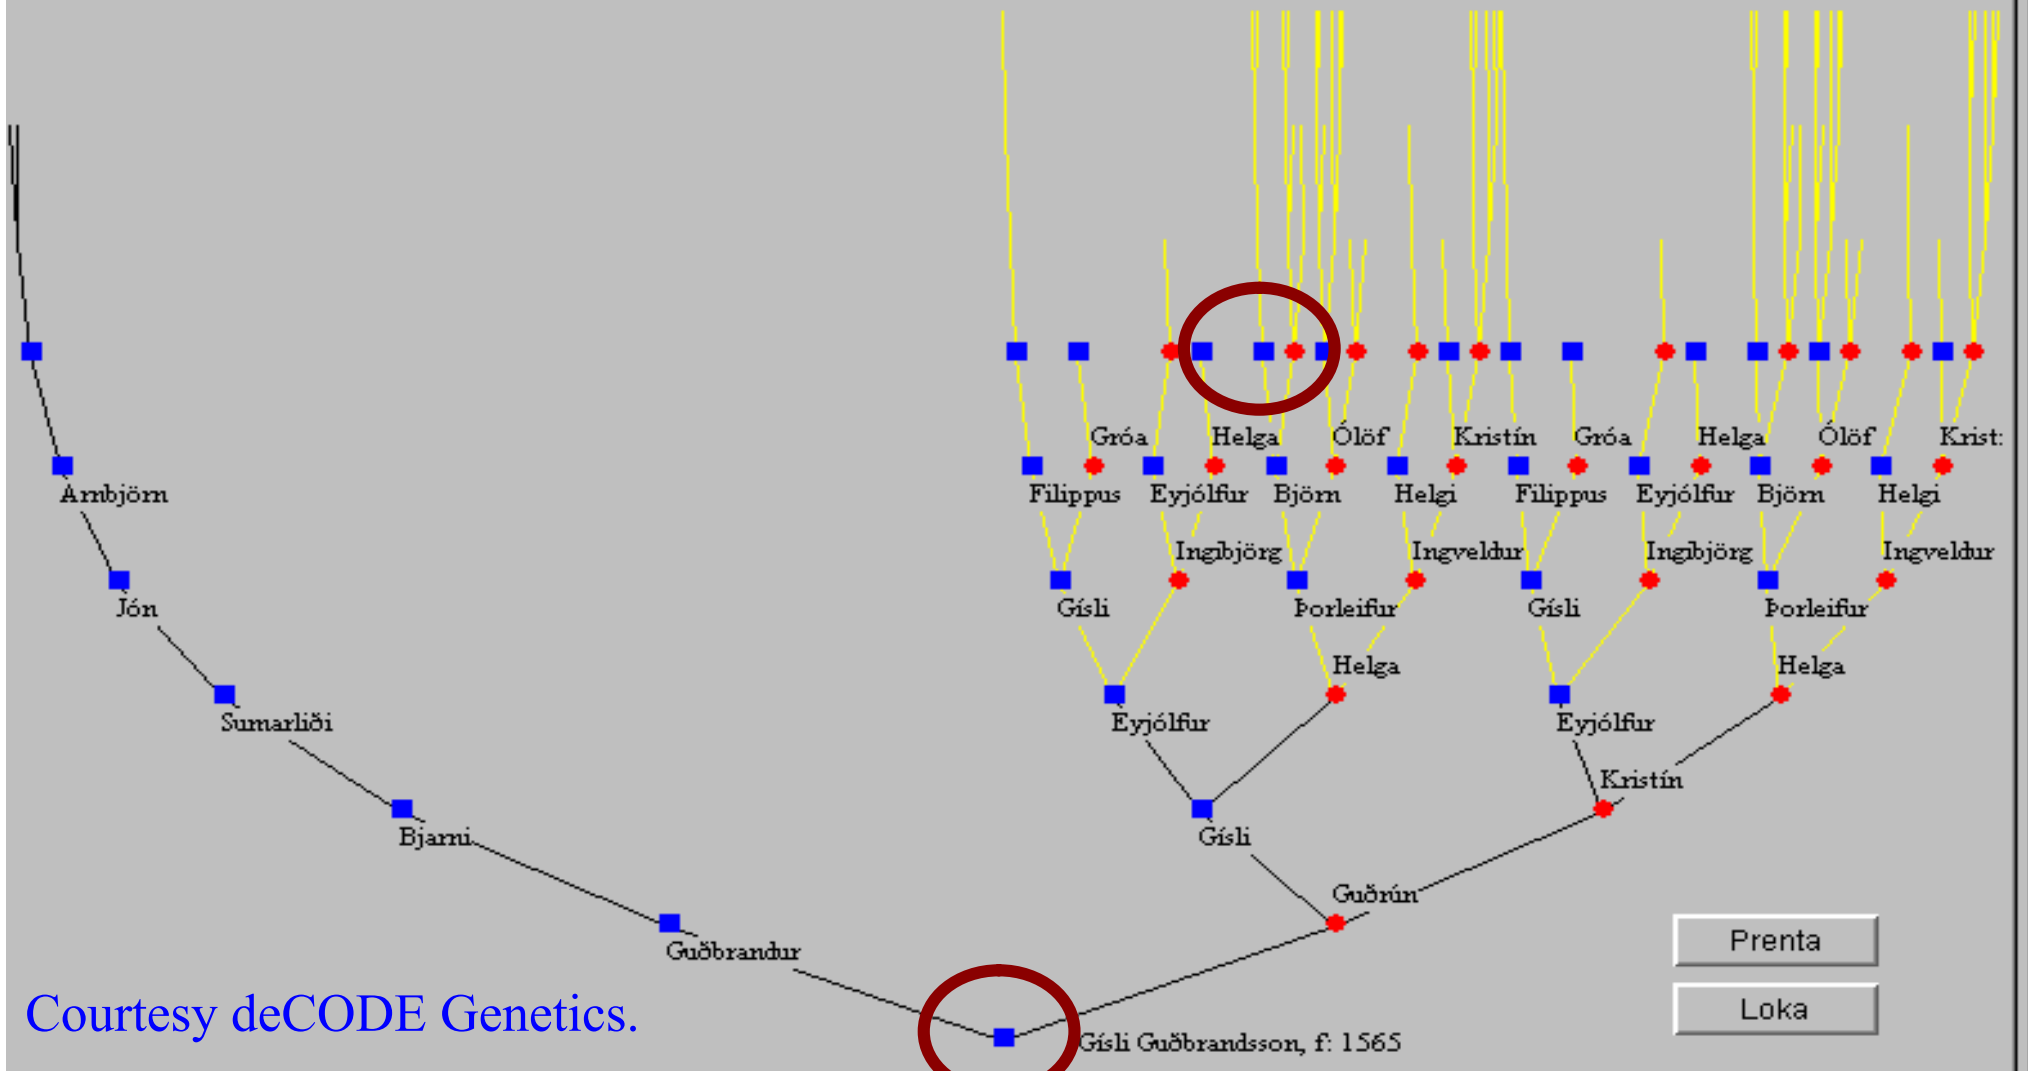 Gróa Helga Ólöf Kristín Gróa Helga Ólöf Krist:
Arnbjörn Filippus Eyjólfur Björn Helgi Filippus Eyjólfur Björn Helgi
Ingibjörg Ingveldur Ingibjörg Ingveldur
Jón Gísli Þorleifur Gísli Þorleifur
Helga Helga
Sumarliði Eyjólfur Eyjólfur
Kristín
Bjarni Gísli
Guðrún
Guðbrandur
Prenta
Courtesy deCODE Genetics.
Loka
Gísli Guðbrandsson, f: 1565